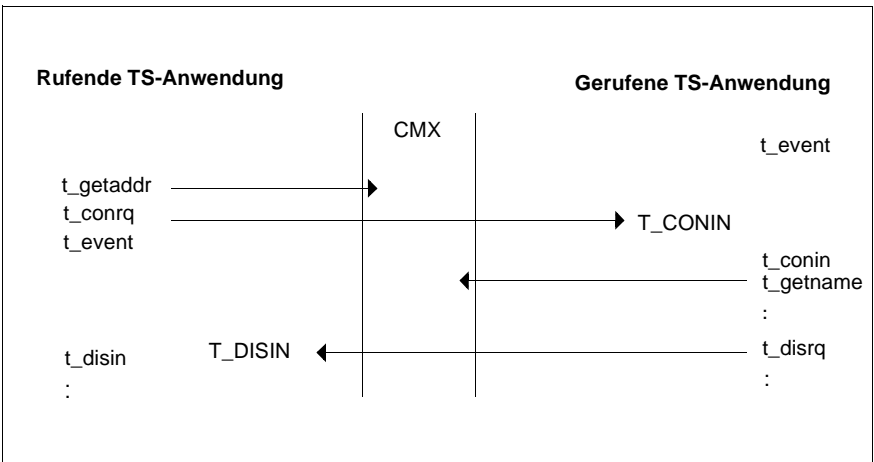 Rufende TS-Anwendung
Gerufene TS-Anwendung
CMX
t_event
t_getaddr
t_conrq
T_CONIN
t_event
t_conin
t_getname
:
t_disin
T_DISIN
t_disrq
:
: